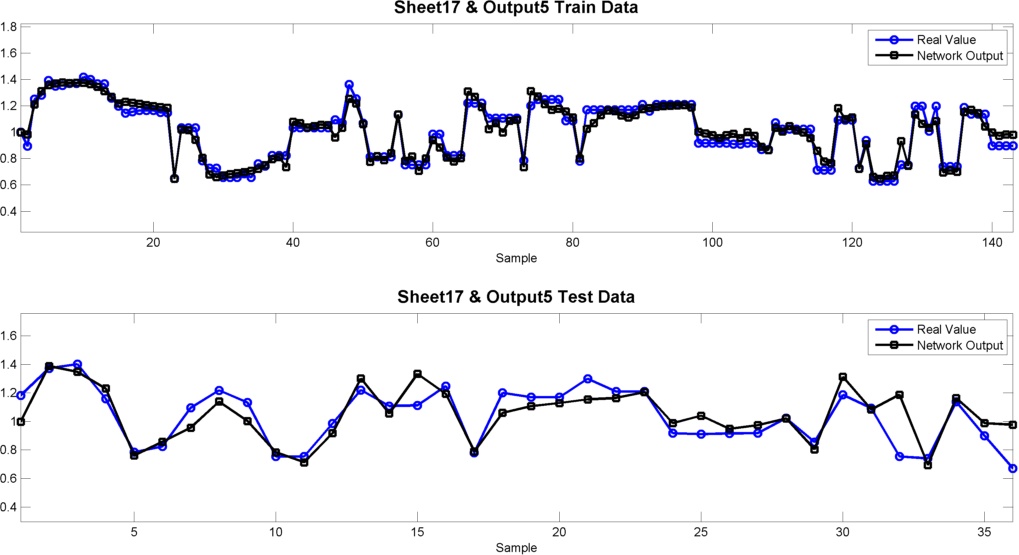 Sheet17 & Output5 Train Data
1.8
1.6
1.4
1.2
1
0.8
0.6
0.4
Real Value
Network Output
20 40 60 80 100 120 140
Sample
Sheet17 & Output5 Test Data
1.6
1.4
1.2
1
0.8
0.6
0.4
Real Value
Network Output
5 10 15 20 25 30 35
Sample